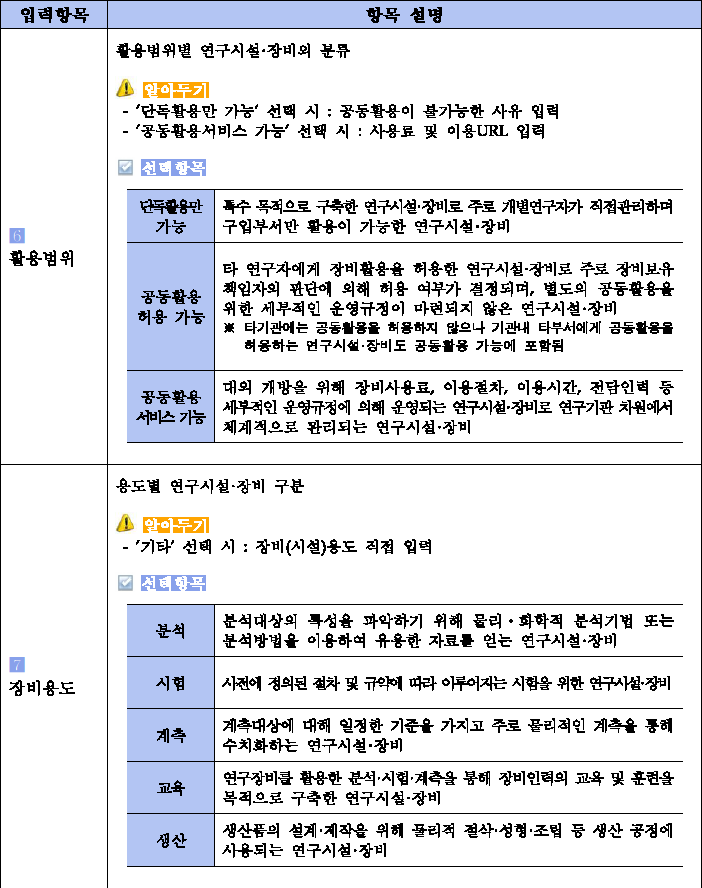 입력항목 항목 설명
6
활용범위
활용범위별 연구시설·장비의 분류
알아두기
- '단독활용만 가능' 선택 시 : 공동활용이 불가능한 사유 입력
- '공동활용서비스 가능' 선택 시 : 사용료 및 이용URL 입력
선택항목
단독활용만
가능
특수 목적으로 구축한 연구시설·장비로 주로 개별연구자가 직접관리하며
구입부서만 활용이 가능한 연구시설·장비
공동활용
허용 가능
타 연구자에게 장비활용을 허용한 연구시설·장비로 주로 장비보유
책임자의 판단에 의해 허용 여부가 결정되며, 별도의 공동활용을
위한 세부적인 운영규정이 마련되지 않은 연구시설·장비
※ 타기관에는 공동활용을 허용하지 않으나 기관내 타부서에게 공동활용을
허용하는 연구시설·장비도 공동활용 가능에 포함됨
공동활용
서비스 가능
대외 개방을 위해 장비사용료, 이용절차, 이용시간, 전담인력 등
세부적인 운영규정에 의해 운영되는 연구시설·장비로 연구기관 차원에서
체계적으로 관리되는 연구시설·장비
7
장비용도
용도별 연구시설·장비 구분
알아두기
- '기타' 선택 시 : 장비(시설)용도 직접 입력
선택항목
분석
분석대상의 특성을 파악하기 위해 물리·화학적 분석기법 또는
분석방법을 이용하여 유용한 자료를 얻는 연구시설·장비
시험
사전에 정의된 절차 및 규약에 따라 이루어지는 시험을 위한 연구시설·장비
계측
계측대상에 대해 일정한 기준을 가지고 주로 물리적인 계측을 통해
수치화하는 연구시설·장비
교육
연구장비를 활용한 분석·시험·계측을 통해 장비인력의 교육 및 훈련을
목적으로 구축한 연구시설·장비
생산
생산품의 설계·제작을 위해 물리적 절삭·성형·조립 등 생산 공정에
사용되는 연구시설·장비